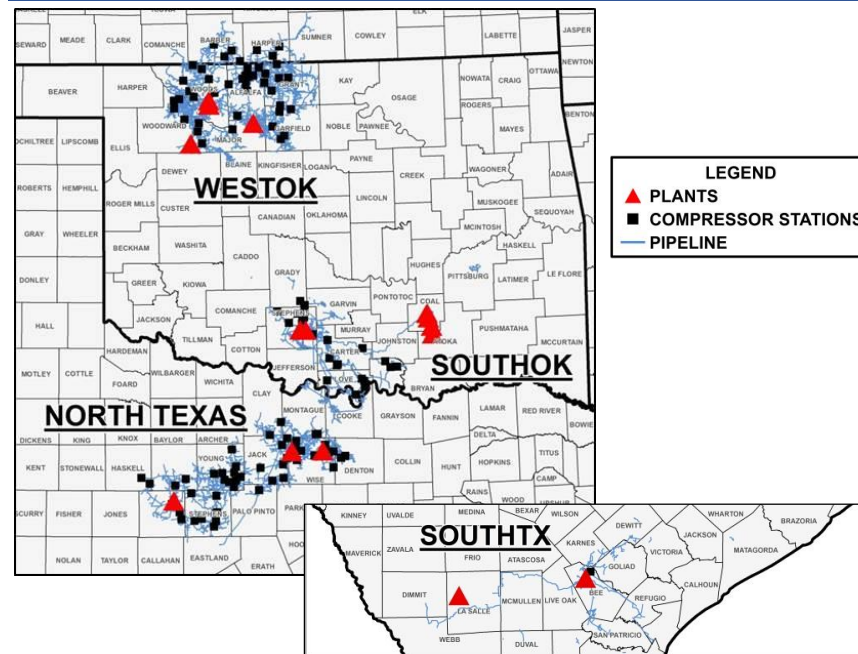 ELK
SEWARD MEADE CLARK COMANCHE BARBER HARPER SUMNER COWLEY LABETTE JASPER
NEWTON
BEAVER HARPER WOODS ALFALFA GRANT KAY OSAGE NOWATA CRAIG OTTAWA
ROGERS
BENTON
OCHILTREE LIPSCOMB ELLIS WOODWARD MAJOR GARFIELD NOBLE PAWNEE MAYES
DEWEY BLAINE KINGFISHER LOGAN PAYNE CREEK WAGONER ADAIR
ROBERTS HEMPHILL
WESTOK
ROGER MILLS CUSTER CANADIAN OKLAHOMA LINCOLN MUSKOGEE SEQUOYAH
MCINTOSH
GRAY WHEELER BECKHAM WASHITA CADDO HASKELL
DONLEY GREER KIOWA GRADY HUGHES PITTSBURG LATIMER LE FLORE
COMANCHE STEPHENS GARVIN PONTOTOC COAL
HALL JACKSON TILLMAN COTTON MURRAY JOHNSTON PUSHMATAHA MCCURTAIN
HARDEMAN JEFFERSON CARTER
SOUTHOK
MOTLEY COTTLE FOARD WILBARGER WICHITA CLAY LOVE BRYAN
NORTH TEXAS
MONTAGUE COOKE GRAYSON FANNIN LAMAR RED RIVER BOWIE
DELTA
DICKENS KING KNOX BAYLOR ARCHER
KENT STONEWALL HASKELL YOUNG JACK WISE DENTON COLLIN HUNT HOPKINS TITUS
CAMP
RAINS WOOD UPSHUR
SCURRY FISHER JONES STEPHENS PALO PINTO PARK
HOO
NOLAN TAYLOR CALLAHAN EASTLAND ERATH
LEGEND
PLANTS
COMPRESSOR STATIONS
PIPELINE
KINNEY UVALDE MEDINA BEXAR WILSON DEWITT WHARTON BRAZORIA
SOUTHTX
MAVERICK ZAVALA FRIO ATASCOSA KARNES GOLIAD VICTORIA JACKSON MATAGORDA
DIMMIT LA SALLE MCMULLEN LIVE OAK BEE REFUGIO CALHOUN
WEBB DUVAL SAN PATRICIO